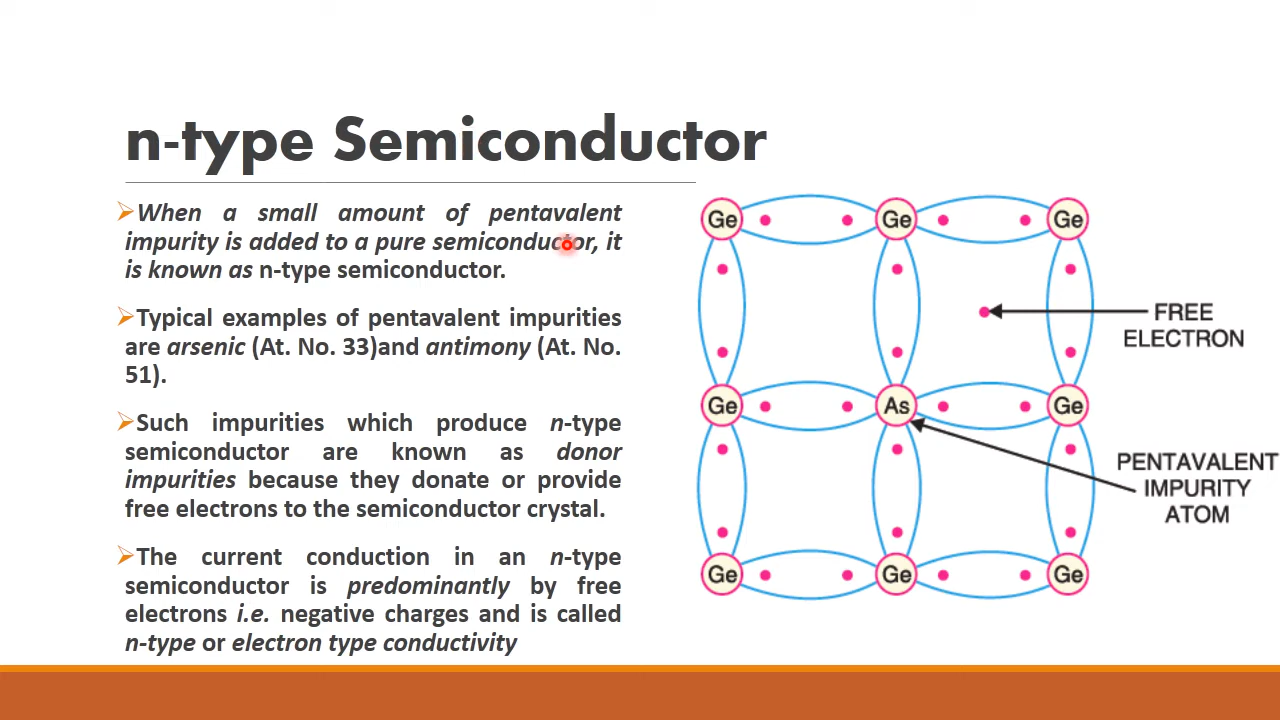 n-type Semiconductor
When a small amount of pentavalent
impurity is added to a pure semiconductor, it
is known as n-type semiconductor.
Typical examples of pentavalent impurities
are arsenic (At. No. 33)and antimony (At. No.
51).
Such impurities which produce n-type
semiconductor are known as donor
impurities because they donate or provide
free electrons to the semiconductor crystal.
The current conduction in an n-type
semiconductor is predominantly by free
electrons i.e. negative charges and is called
n-type or electron type conductivity
Ge Ge Ge
FREE
ELECTRON
Ge As Ge
PENTAVALENT
IMPURITY
ATOM
Ge Ge Ge